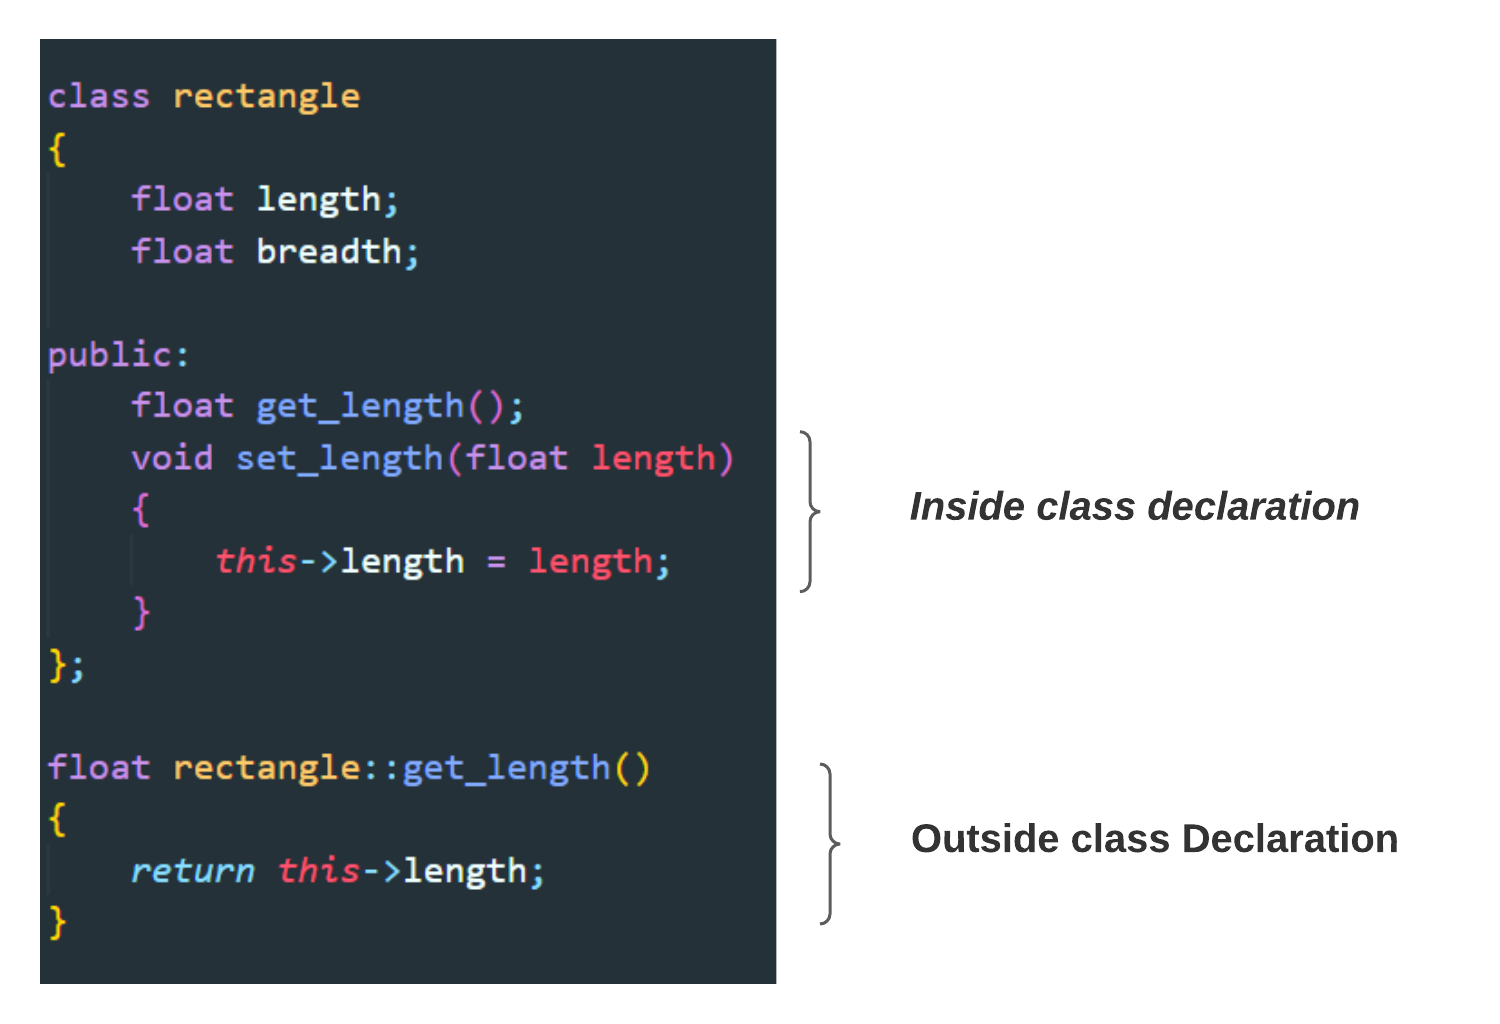 class rectangle
{
    float length;
    float breadth;
public:
    float get_length();
    void set_length(float length)
    {
        this->length = length;
    }
};
float rectangle::get_length()
{
    return this->length;
}
Inside class declaration
Outside class Declaration